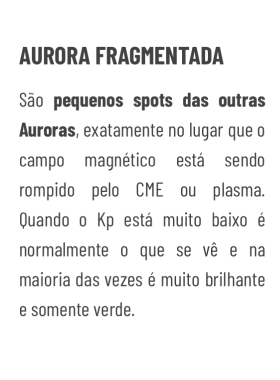 AURORA FRAGMENTADA
São pequenos spots das outras
Auroras, exatamente no lugar que o
campo magnético está sendo
rompido pelo CME ou plasma.
Quando o Kp está muito baixo é
normalmente o que se vê e na
maioria das vezes é muito brilhante
e somente verde.